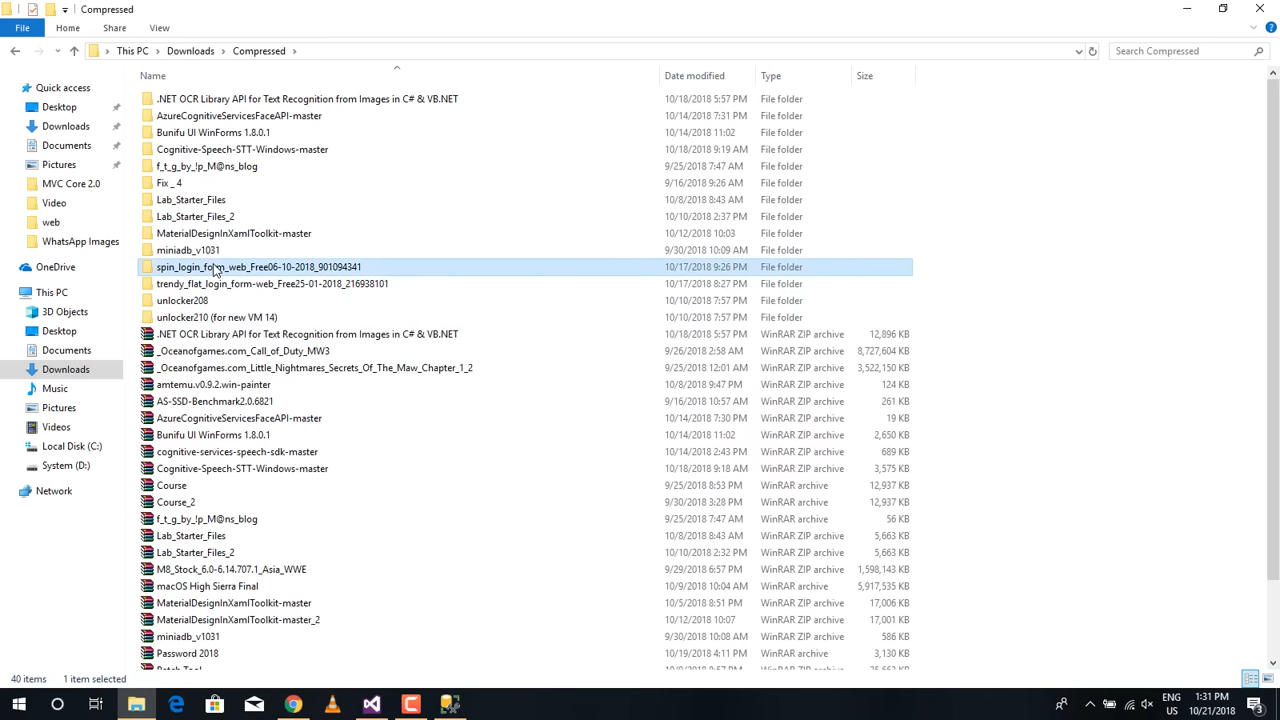 Compressed
File Home Share View
This PC Downloads Compressed Search Compressed
Name Date modified Type Size
Quick access
Desktop
Downloads
Documents
Pictures
MVC Core 2.0
Video
web
WhatsApp Images
OneDrive
This PC
3D Objects
Desktop
Documents
Downloads
Music
Pictures
Videos
Local Disk (C:)
System (D:)
Network
.NET OCR Library API for Text Recognition from Images in C# & VB.NET 10/18/2018 5:57 PM File folder
AzureCognitiveServicesFaceAPI-master 10/14/2018 7:31 PM File folder
Bunifu UI WinForms 1.8.0.1 10/14/2018 11:02 File folder
Cognitive-Speech-STT-Windows-master 10/18/2018 9:19 AM File folder
f_t_g_by_!p_M@ns_blog 9/25/2018 7:47 AM File folder
Fix _ 4 9/16/2018 9:26 AM File folder
Lab_Starter_Files 10/8/2018 8:43 AM File folder
Lab_Starter_Files_2 10/10/2018 2:37 PM File folder
MaterialDesignInXamlToolkit-master 10/12/2018 10:03 File folder
miniadb_v1031 9/30/2018 10:09 AM File folder
spin_login_form_web_Free06-10-2018_901094341 10/17/2018 9:26 PM File folder
trendy_flat_login_form-web_Free25-01-2018_216938101 10/17/2018 8:27 PM File folder
unlocker208 10/10/2018 7:57 PM File folder
unlocker210 (for new VM 14) 10/10/2018 7:57 PM File folder
.NET OCR Library API for Text Recognition from Images in C# & VB.NET 10/18/2018 5:57 PM WinRAR ZIP archive 12,896 KB
_Oceanofgames.com_Call_of_Duty_MW3 9/26/2018 2:58 AM WinRAR ZIP archive 8,727,604 KB
_Oceanofgames.com_Little_Nightmares_Secrets_Of_The_Maw_Chapter_1_2 9/25/2018 12:01 AM WinRAR ZIP archive 3,522,150 KB
amtemu.v0.9.2.win-painter 10/8/2018 9:47 PM WinRAR ZIP archive 124 KB
AS-SSD-Benchmark2.0.6821 9/16/2018 10:57 AM WinRAR ZIP archive 261 KB
AzureCognitiveServicesFaceAPI-master 10/14/2018 7:30 PM WinRAR ZIP archive 19 KB
Bunifu UI WinForms 1.8.0.1 10/14/2018 11:02 WinRAR ZIP archive 2,650 KB
cognitive-services-speech-sdk-master 10/14/2018 2:43 PM WinRAR ZIP archive 689 KB
Cognitive-Speech-STT-Windows-master 10/18/2018 9:18 AM WinRAR ZIP archive 3,575 KB
Course 9/25/2018 8:53 PM WinRAR archive 12,937 KB
Course_2 9/30/2018 3:28 PM WinRAR archive 12,937 KB
f_t_g_by_!p_M@ns_blog 9/25/2018 7:47 AM WinRAR archive 56 KB
Lab_Starter_Files 10/8/2018 8:43 AM WinRAR ZIP archive 5,663 KB
Lab_Starter_Files_2 10/10/2018 2:32 PM WinRAR ZIP archive 5,663 KB
M8_Stock_6.0-6.14.707.1_Asia_WWE 9/29/2018 6:57 PM WinRAR ZIP archive 1,598,143 KB
macOS High Sierra Final 10/9/2018 10:04 AM WinRAR archive 5,917,535 KB
MaterialDesignInXamlToolkit-master 10/5/2018 8:51 PM WinRAR ZIP archive 17,006 KB
MaterialDesignInXamlToolkit-master_2 10/12/2018 10:07 WinRAR ZIP archive 17,001 KB
miniadb_v1031 9/30/2018 10:08 AM WinRAR ZIP archive 586 KB
Password 2018 10/19/2018 4:11 PM WinRAR archive 3,130 KB
40 items 1 item selected
ENG 1:31 PM
US 10/21/2018